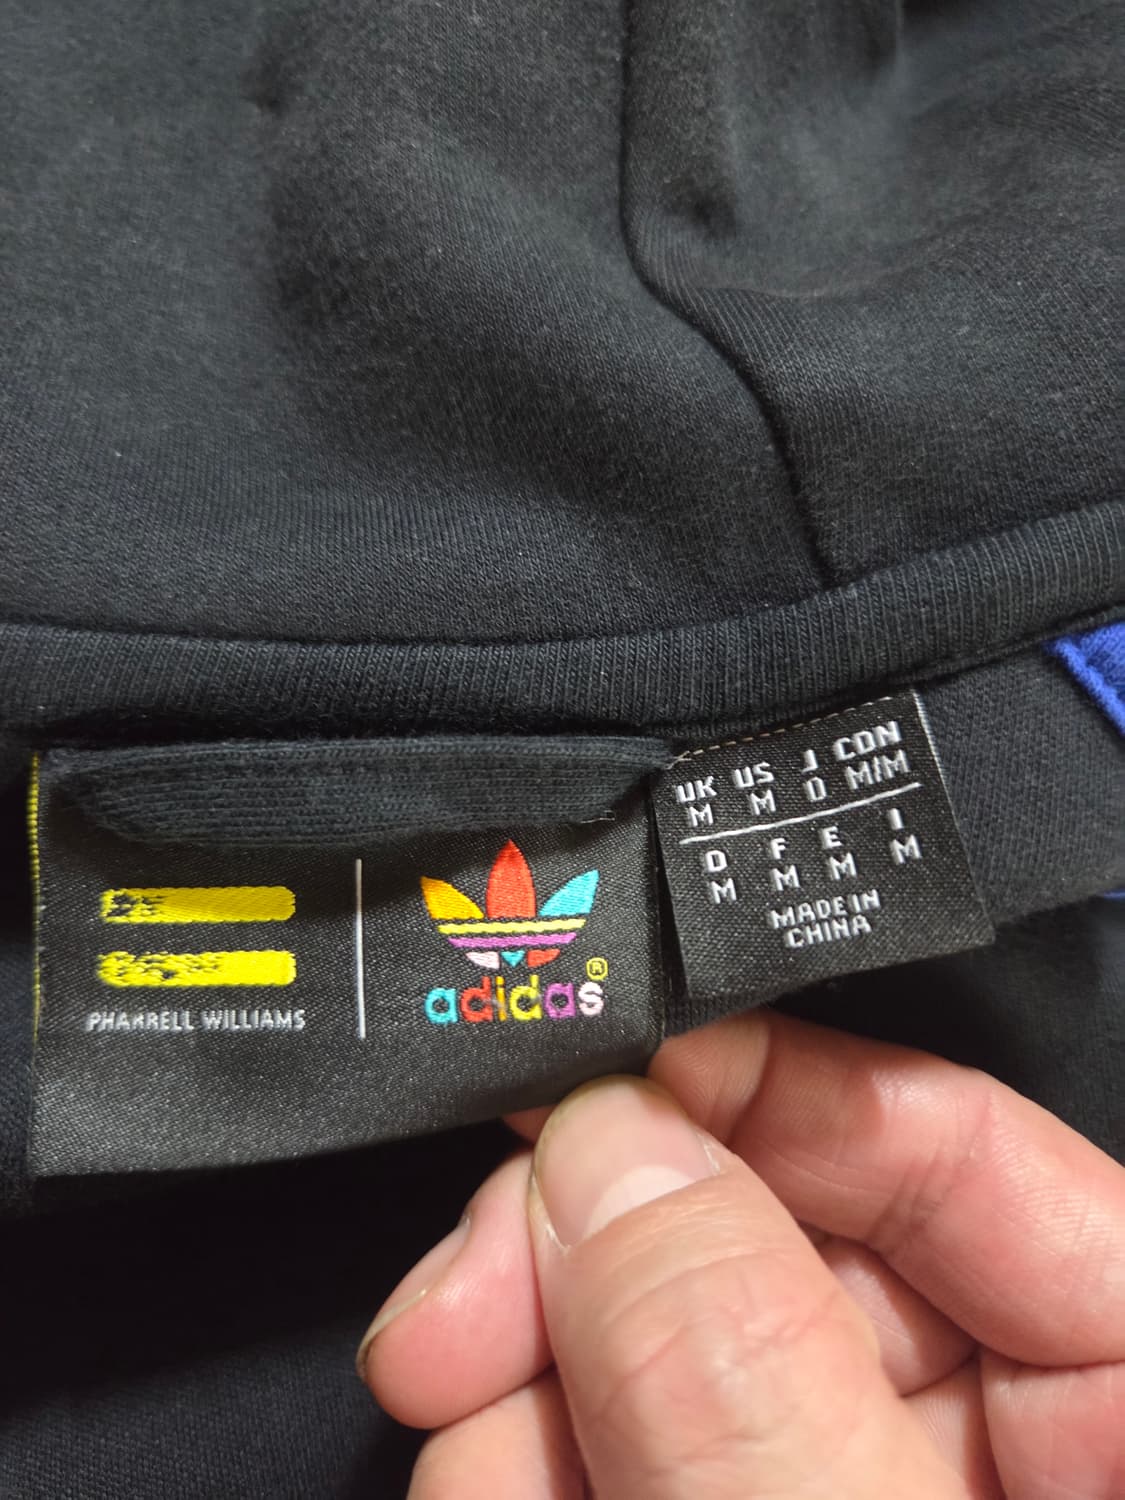 PHARRELL WILLIAMS
adidas®
UK US J CDN
M M O M/M
D F E I
M M M M
MADE IN
CHINA